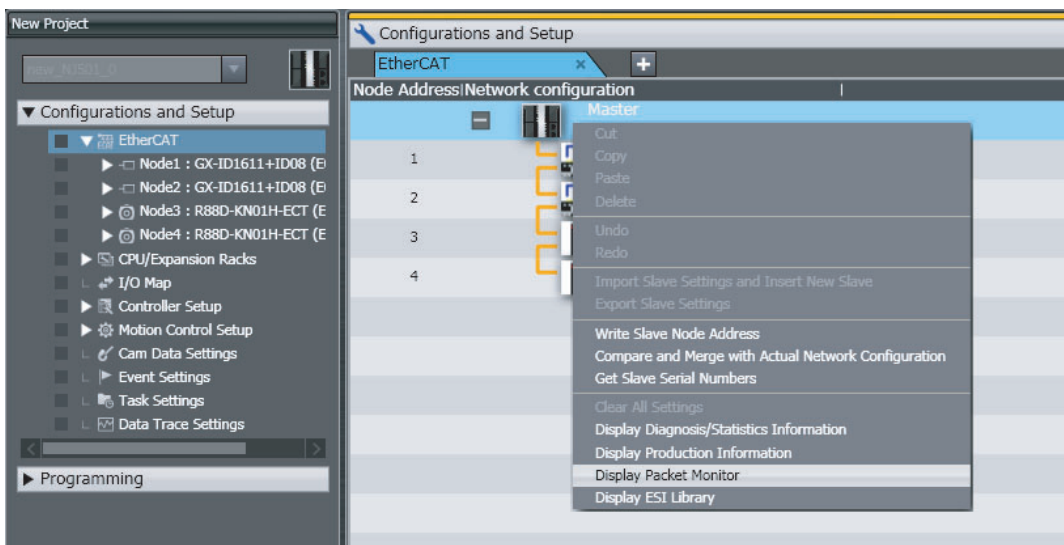 New Project
new_NJ501_0
Configurations and Setup
EtherCAT
Node1 : GX-ID1611+ID08 (E
Node2 : GX-ID1611+ID08 (E
Node3 : R88D-KN01H-ECT (E
Node4 : R88D-KN01H-ECT (E
CPU/Expansion Racks
I/O Map
Controller Setup
Motion Control Setup
Cam Data Settings
Event Settings
Task Settings
Data Trace Settings
Programming
Configurations and Setup
EtherCAT
Node Address Network configuration
Master
1
2
3
4
Cut
Copy
Paste
Delete
Undo
Redo
Import Slave Settings and Insert New Slave
Export Slave Settings
Write Slave Node Address
Compare and Merge with Actual Network Configuration
Get Slave Serial Numbers
Clear All Settings
Display Diagnosis/Statistics Information
Display Production Information
Display Packet Monitor
Display ESI Library